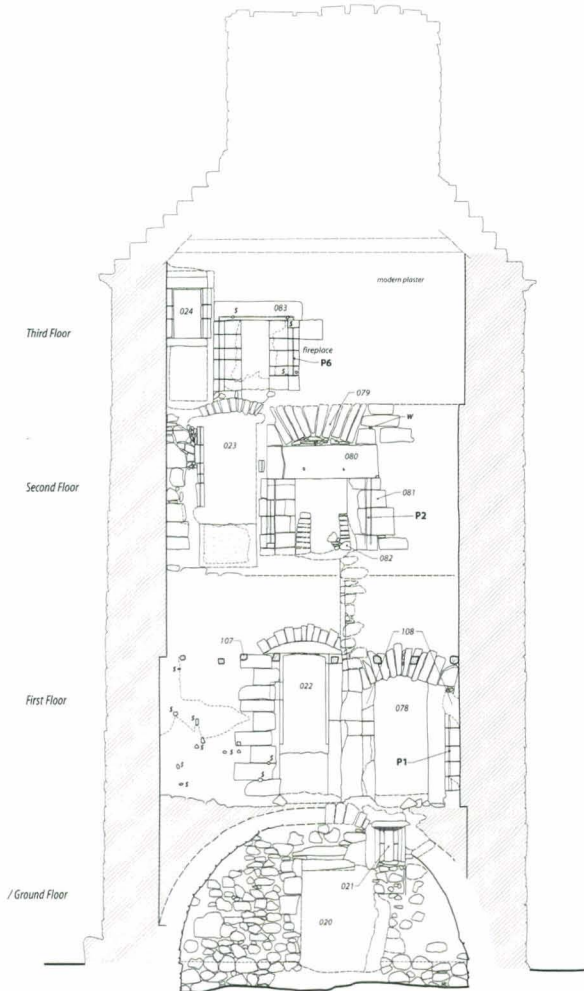 modern plaster
024
s
083
s
Third Floor
fireplace
P6
s
079
w
023
080
Second Floor
081
P2
082
107
108
s
022
First Floor
078
s
s
s
s
P1
s
s
s
s
021
/ Ground Floor
020